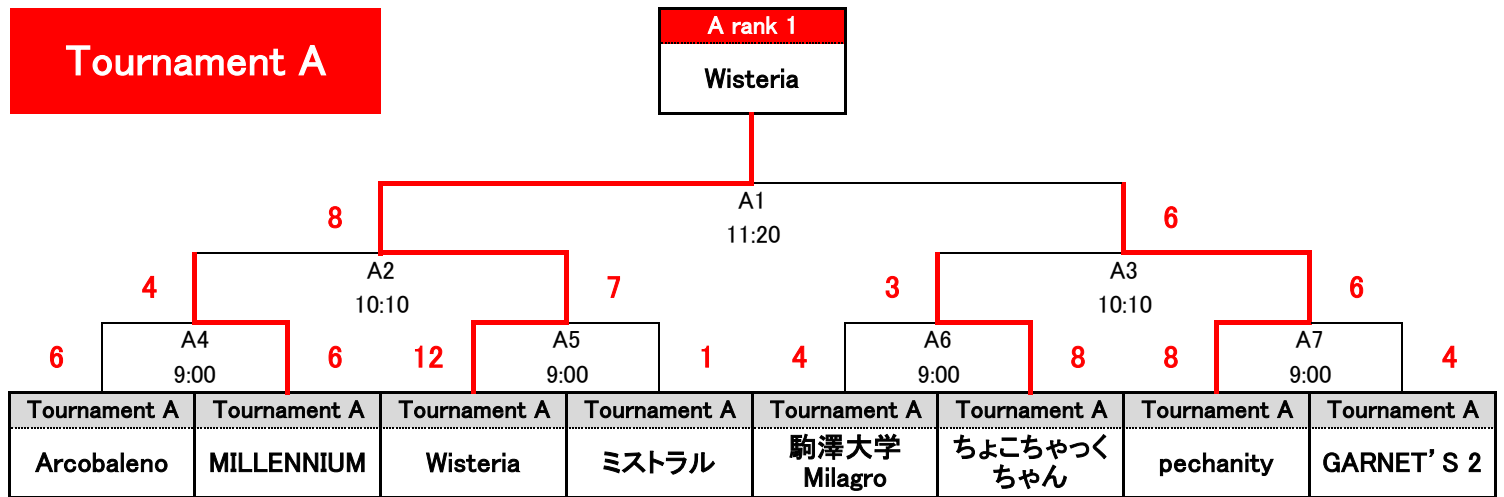 Tournament A
A rank 1
Wisteria
A1
8
6
11:20
A2
A3
4
7
3
6
10:10
10:10
A4
A5
A6
A7
6
6
12
1
4
8
8
4
9:00
9:00
9:00
9:00
Tournament A
Tournament A
Tournament A
Tournament A
Tournament A
Tournament A
Tournament A
Tournament A
Arcobaleno
MILLENNIUM
Wisteria
ミストラル
駒澤大学
Milagro
ちょこちゃっく
ちゃん
pechanity
GARNET'S 2